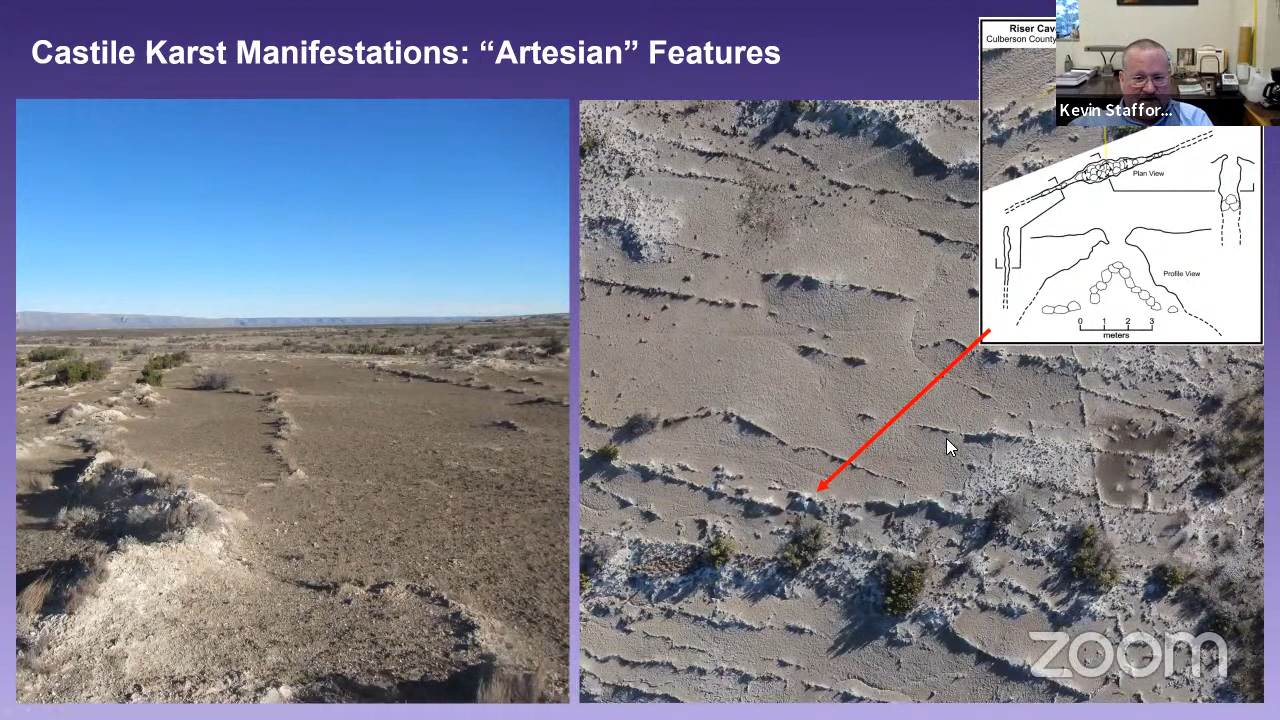 Castile Karst Manifestations: “Artesian” Features
Riser
Culberson County
Kevin Staffor...
Plan View
Profile View
0 1 2 3
meters
zoom